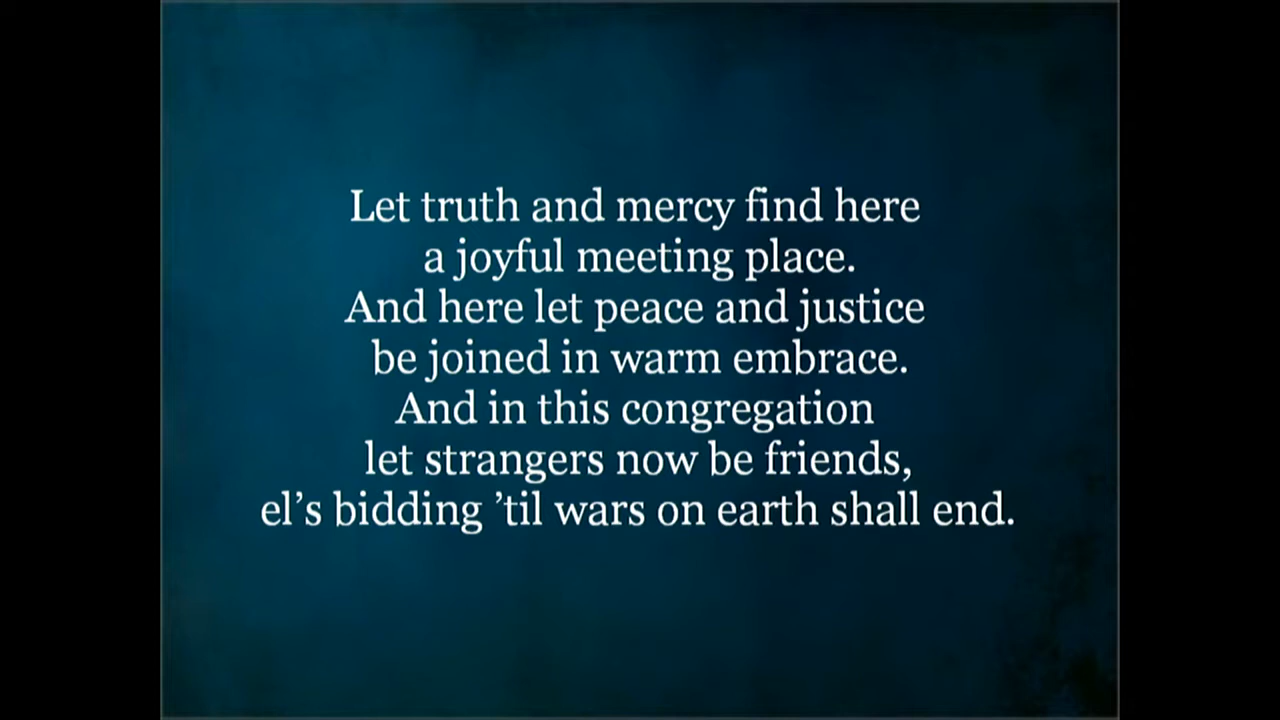 Let truth and mercy find here
a joyful meeting place.
And here let peace and justice
be joined in warm embrace.
And in this congregation
let strangers now be friends,
el’s bidding ’til wars on earth shall end.